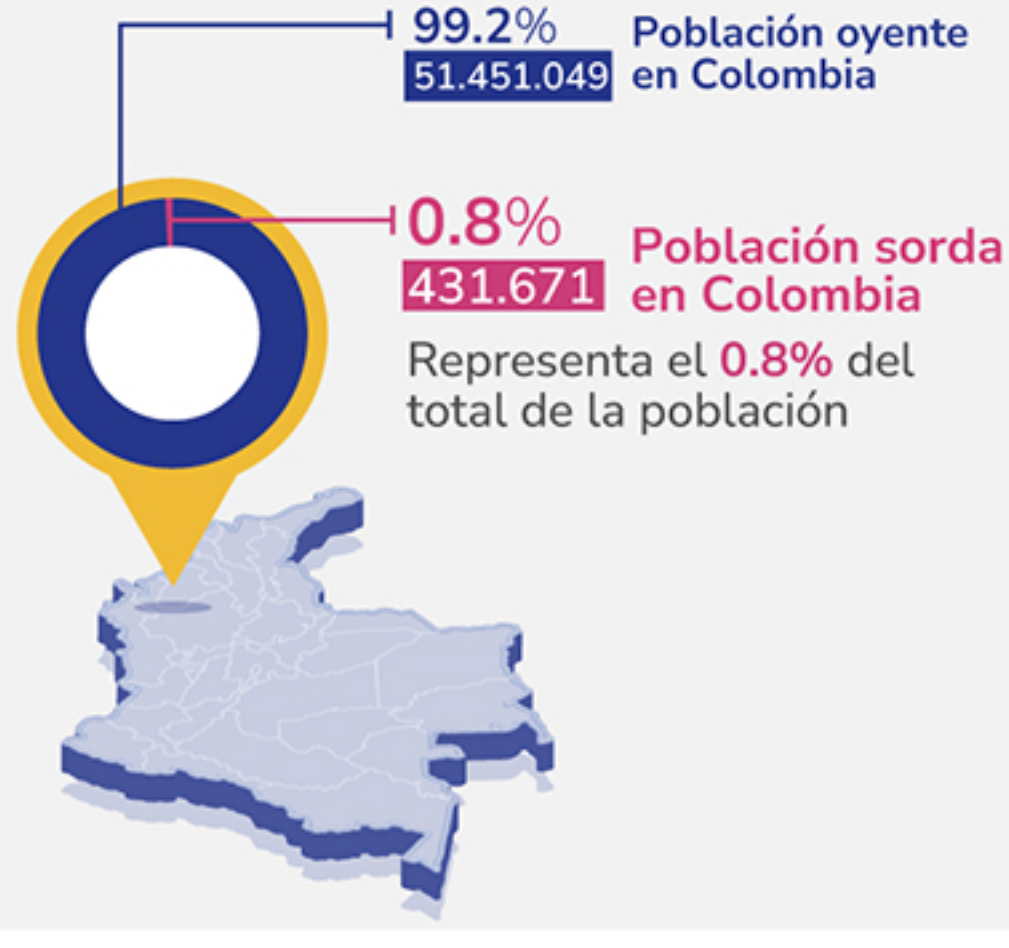 99.2%
51.451.049
Población oyente
en Colombia
0.8%
431.671
Población sorda
en Colombia
Representa el 0.8% del
total de la población